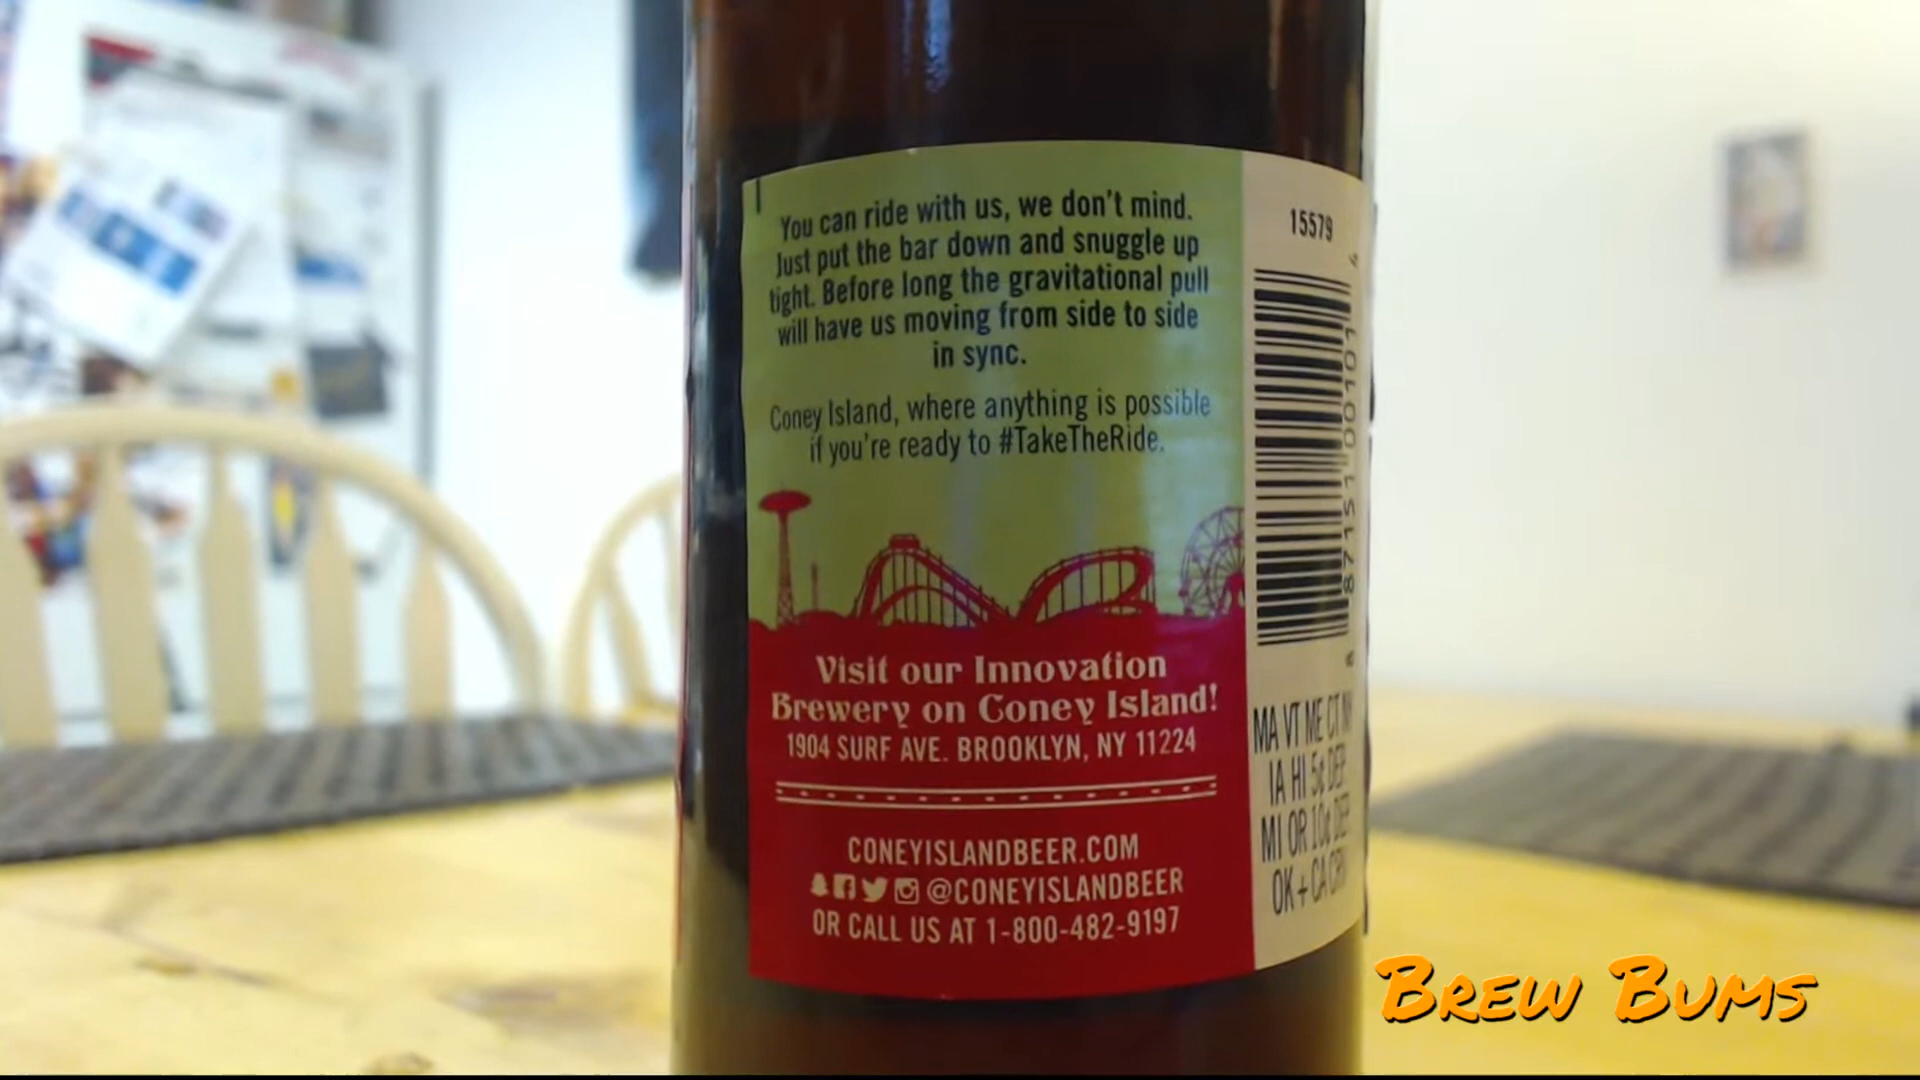 You can ride with us, we don't mind.
Just put the bar down and snuggle up
tight. Before long the gravitational pull
will have us moving from side to side
in sync.
Coney Island, where anything is possible
if you're ready to #TakeTheRide.
Visit our Innovation
Brewery on Coney Island!
1904 SURF AVE. BROOKLYN, NY 11224
CONEYISLANDBEER.COM
@CONEYISLANDBEER
OR CALL US AT 1-800-482-9197
15579
8 87151 00101 4
MA VT ME CT
IA HI 5¢ DEP
MI OR 10¢ DEP
OK+ CA CRV
Brew Bums